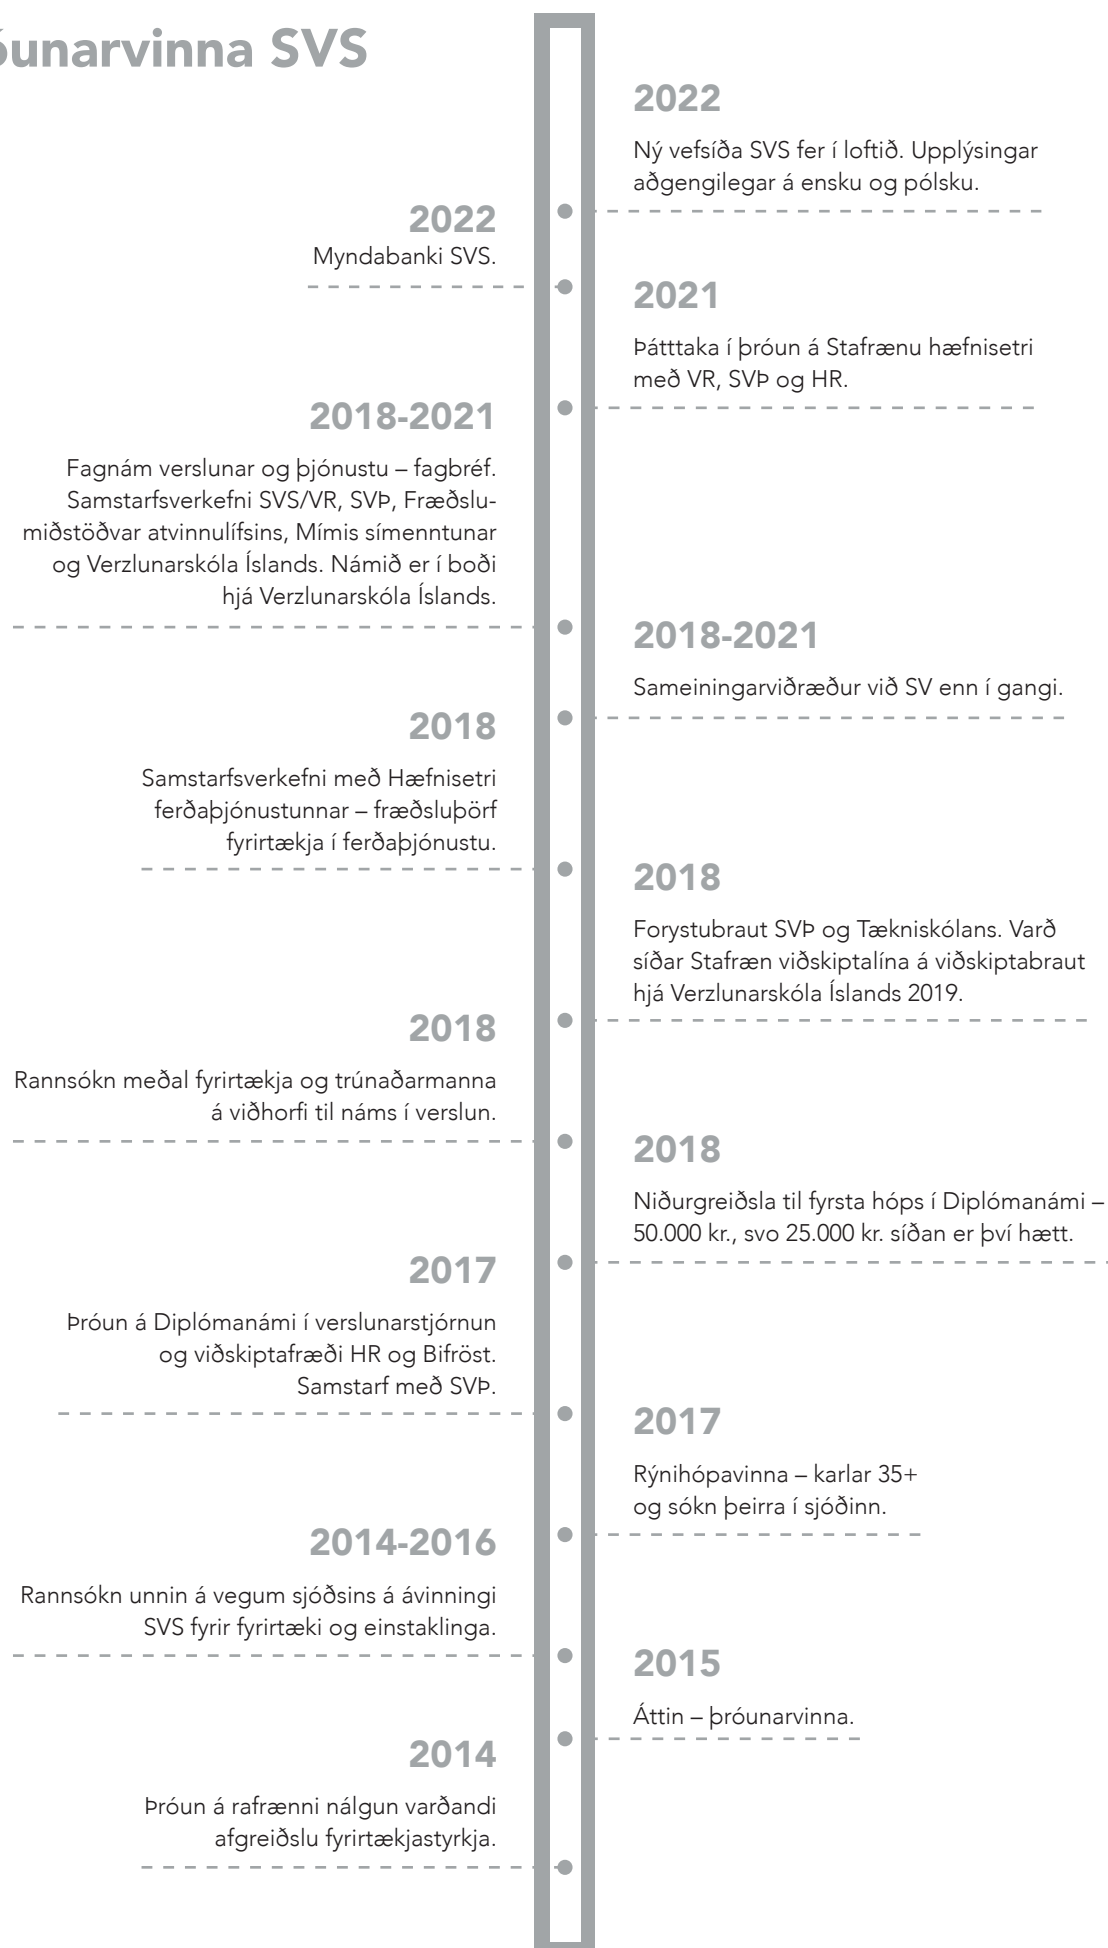 óunarvinna SVS
2022
Ný vefsíða SVS fer í loftið. Upplýsingar
aðgengilegar á ensku og pólsku.
2022
Myndabanki SVS.
2021
Þátttaka í þróun á Stafrænu hæfnisetri
með VR, SVÞ og HR.
2018-2021
Fagnám verslunar og þjónustu – fagbréf.
Samstarfsverkefni SVS/VR, SVÞ, Fræðslu-
miðstöðvar atvinnulífsins, Mímis símenntunar
og Verzlunarskóla Íslands. Námið er í boði
hjá Verzlunarskóla Íslands.
2018-2021
Sameiningarviðræður við SV enn í gangi.
2018
Samstarfsverkefni með Hæfnisetri
ferðaþjónustunnar – fræðsluþörf
fyrirtækja í ferðaþjónustu.
2018
Forystubraut SVÞ og Tækniskólans. Varð
síðar Stafræn viðskiptalína á viðskiptabraut
hjá Verzlunarskóla Íslands 2019.
2018
Rannsókn meðal fyrirtækja og trúnaðarmanna
á viðhorfi til náms í verslun.
2018
Niðurgreiðsla til fyrsta hóps í Diplómanámi –
50.000 kr., svo 25.000 kr. síðan er því hætt.
2017
Þróun á Diplómanámi í verslunarstjórnun
og viðskiptafræði HR og Bifröst.
Samstarf með SVÞ.
2017
Rýnihópavinna – karlar 35+
og sókn þeirra í sjóðinn.
2014-2016
Rannsókn unnin á vegum sjóðsins á ávinningi
SVS fyrir fyrirtæki og einstaklinga.
2015
Áttin – þróunarvinna.
2014
Þróun á rafrænni nálgun varðandi
afgreiðslu fyrirtækjastyrkja.